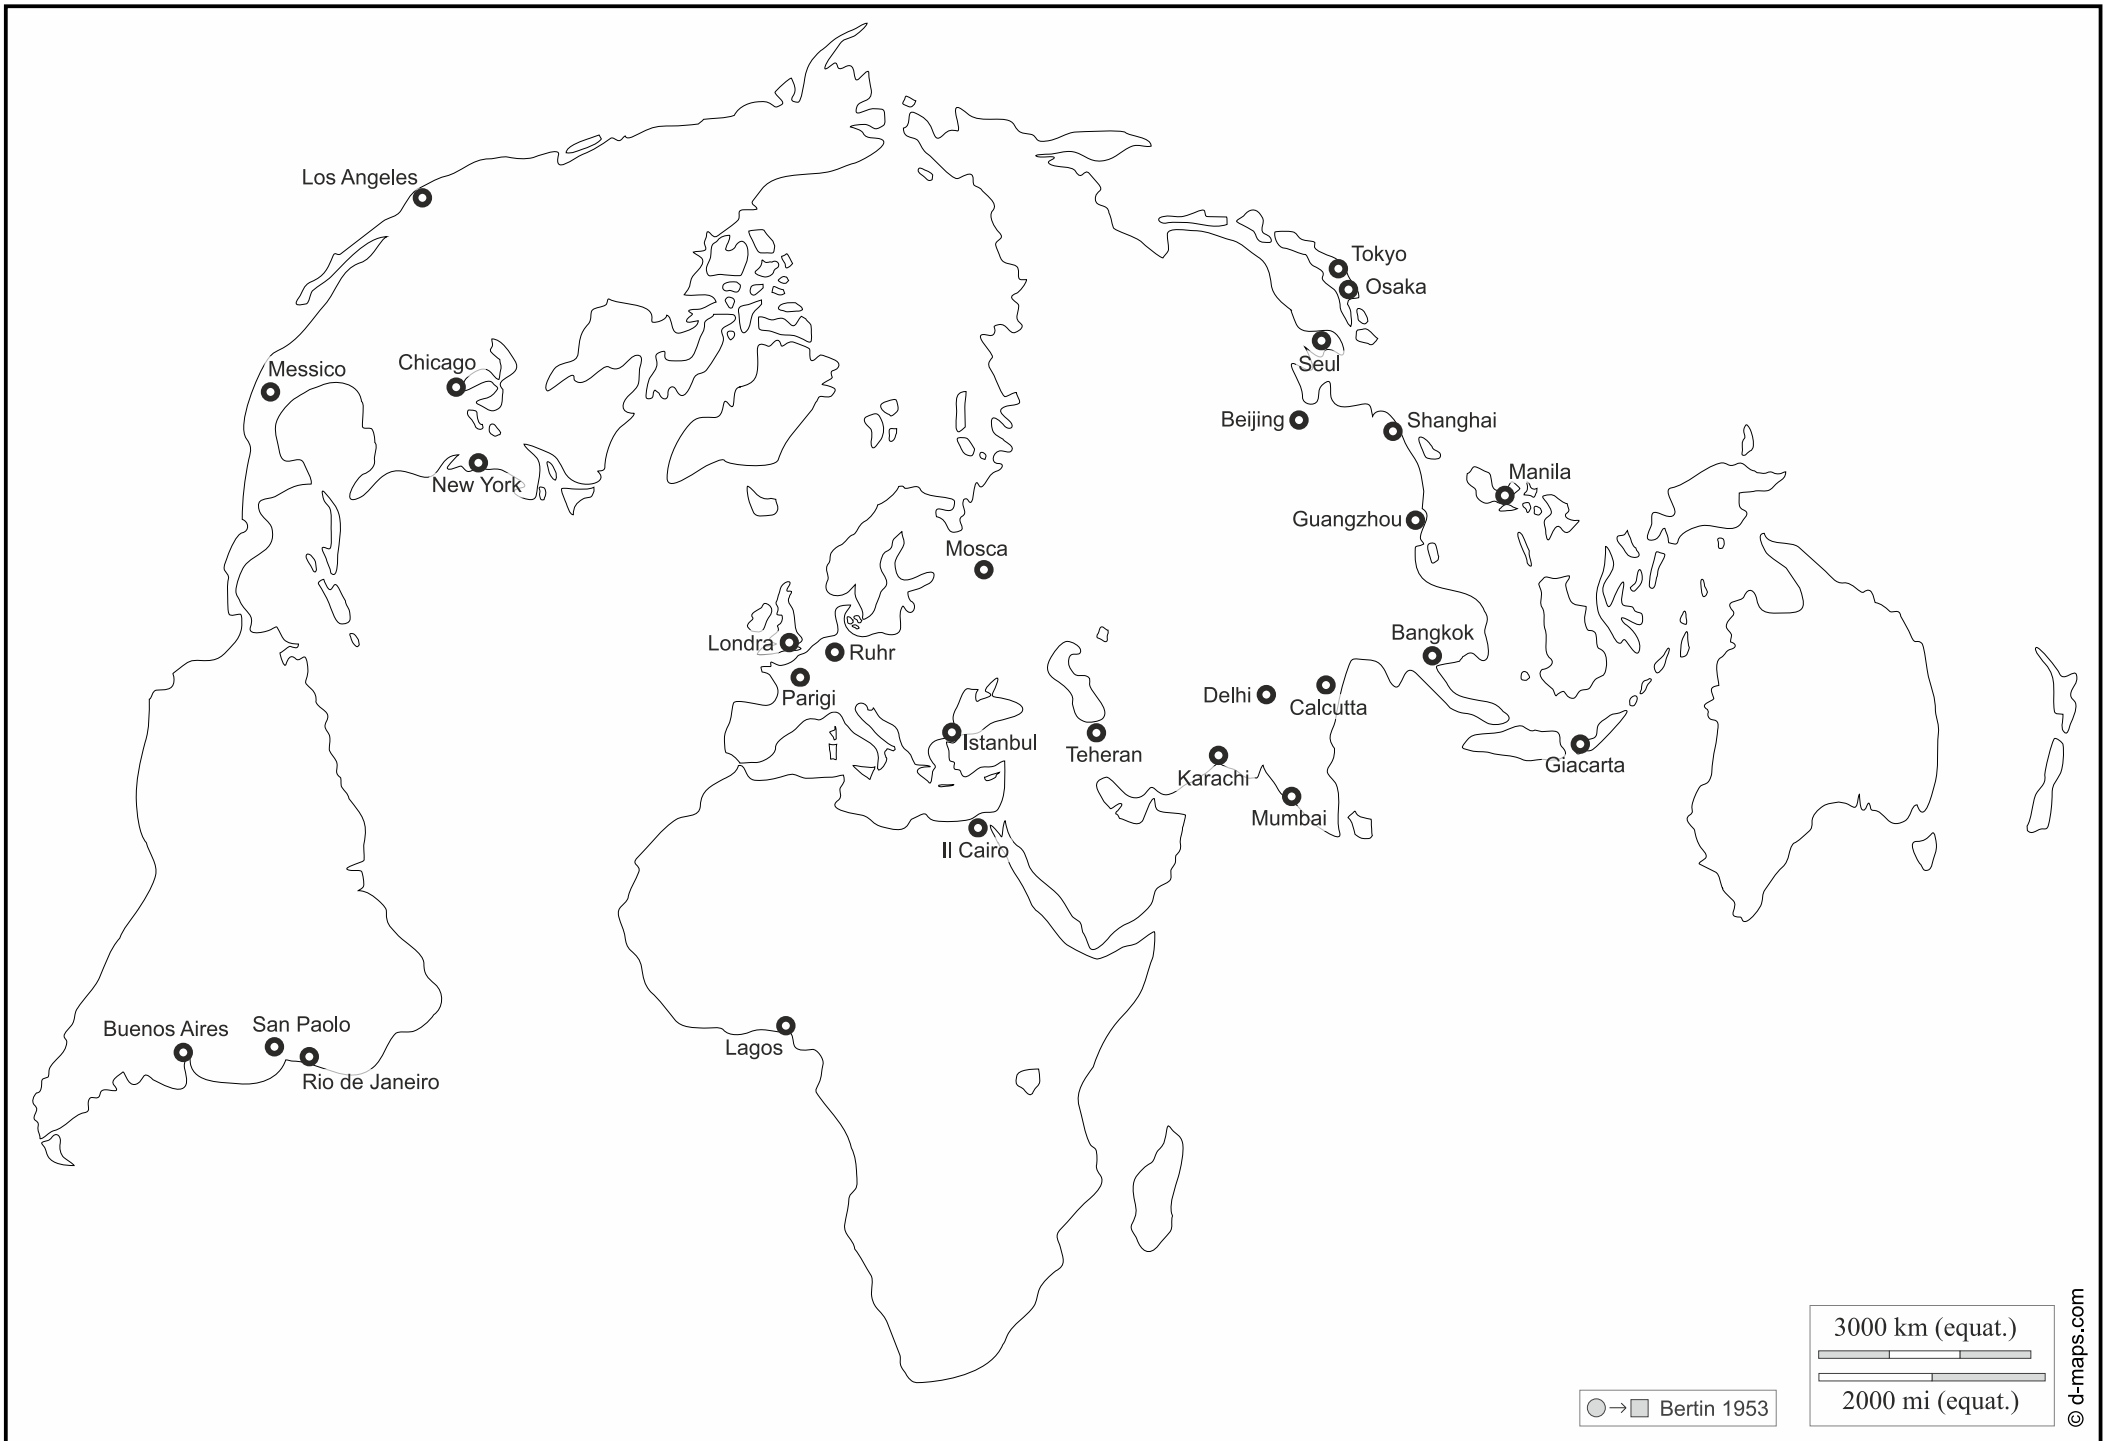 Los Angeles
Tokyo
Osaka
Seul
Messico
Chicago
Beijing
Shanghai
New York
Manila
Guangzhou
Mosca
Londra
Ruhr
Parigi
Bangkok
Delhi
Calcutta
Istanbul
Teheran
Karachi
Giacarta
Mumbai
Il Cairo
Buenos Aires
San Paolo
Rio de Janeiro
Lagos
3000 km (equat.)
2000 mi (equat.)
Bertin 1953
© d-maps.com